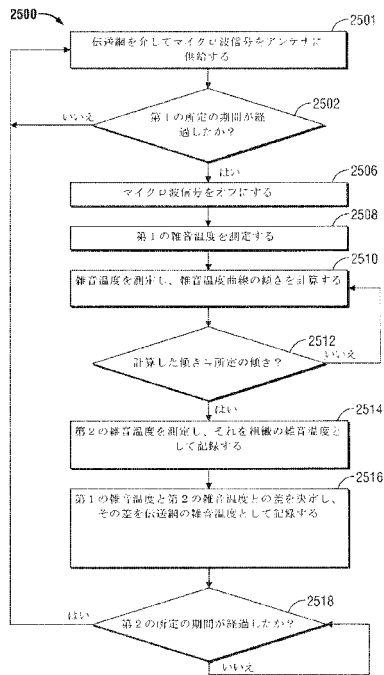 2500
2501
伝送網を介してマイクロ波信号をアンテナに
供給する
2502
いいえ
第1の所定の期間が経
過したか?
はい
2506
マイクロ波信号をオフにする
2508
第1の雑音温度を測定する
2510
雑音温度を測定し、雑音温度曲線の傾きを計算する
2512
計算した傾き=所定の傾き?
いいえ
はい
2514
第2の雑音温度を測定し、それを組織の雑音温度と
して記録する
2516
第1の雑音温度と第2の雑音温度との差を決定し、
その差を伝送網の雑音温度として記録する
2518
はい
第2の所定の期間が経過したか?
いいえ